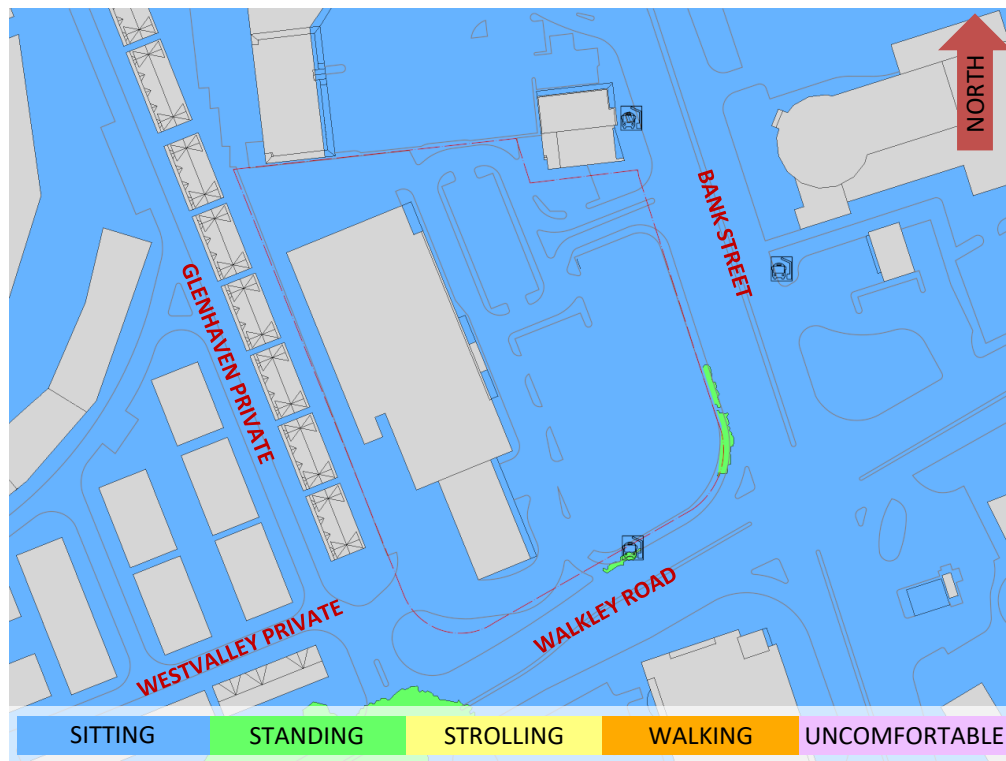 NORTH
BANK STREET
GLENHAVEN PRIVATE
WALKLEY ROAD
WESTVALLEY PRIVATE
SITTING
STANDING
STROLLING
WALKING
UNCOMFORTABLE